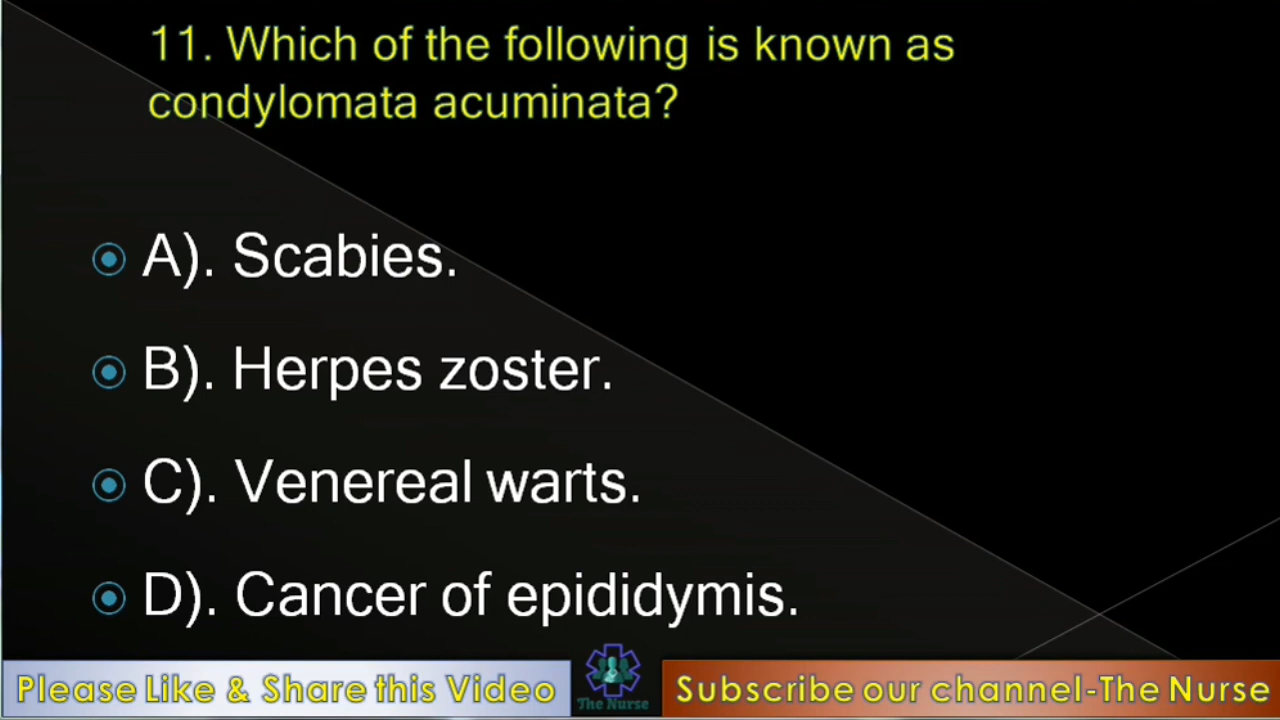 11. Which of the following is known as
condylomata acuminata?
A). Scabies.
B). Herpes zoster.
C). Venereal warts.
D). Cancer of epididymis.
Please Like & Share this Video
The Nurse
Subscribe our channel-The Nurse